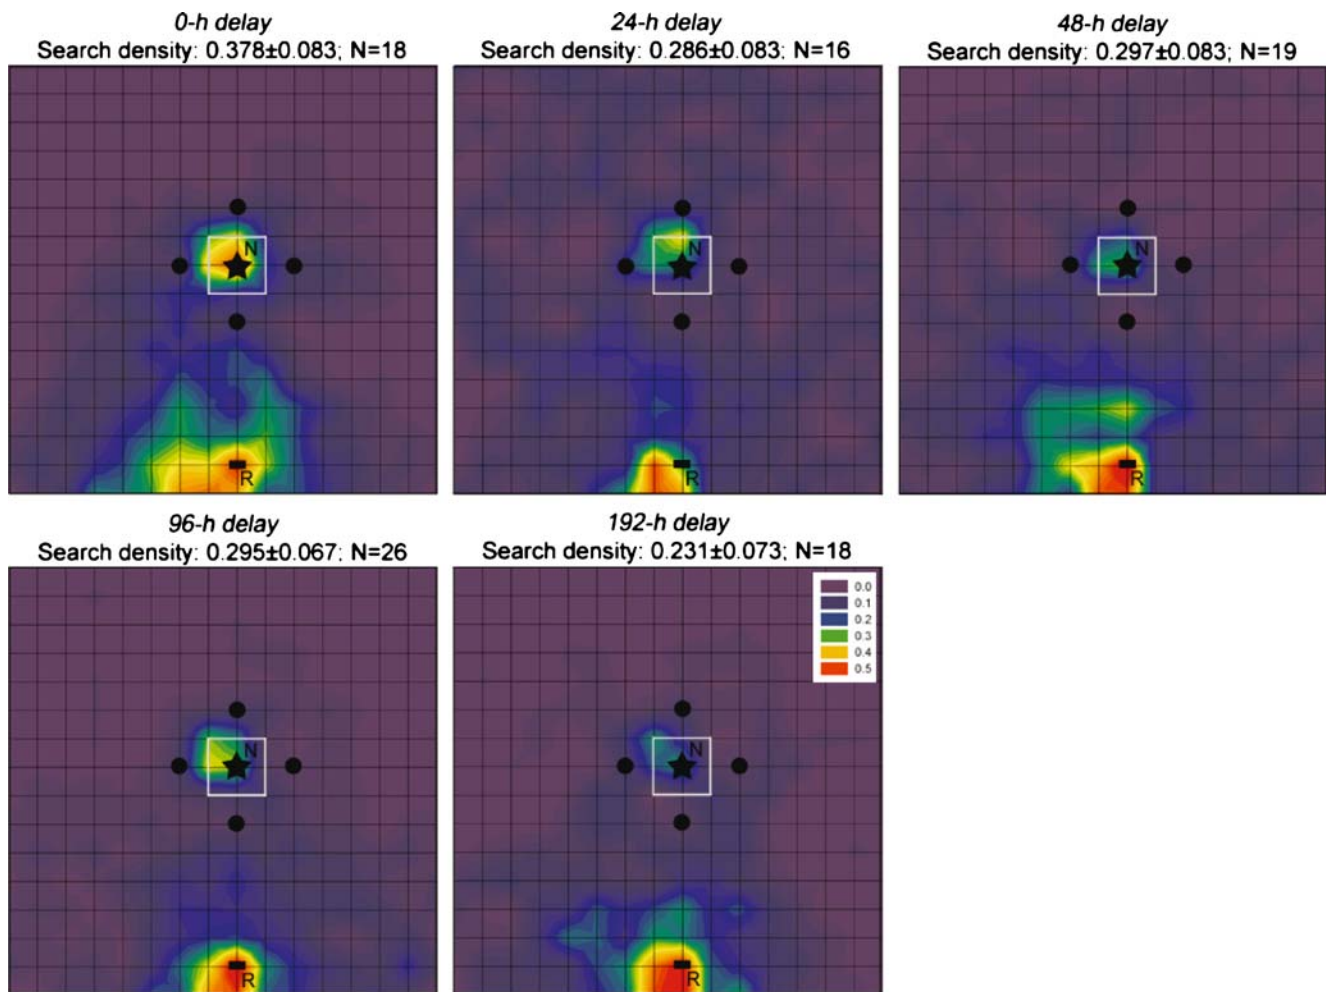 0-h delay
Search density: 0.378±0.083; N=18
24-h delay
Search density: 0.286±0.083; N=16
48-h delay
Search density: 0.297±0.083; N=19
N
N
N
R
R
R
96-h delay
Search density: 0.295±0.067; N=26
192-h delay
Search density: 0.231±0.073; N=18
0.0
0.1
0.2
0.3
0.4
0.5
N
N
R
R